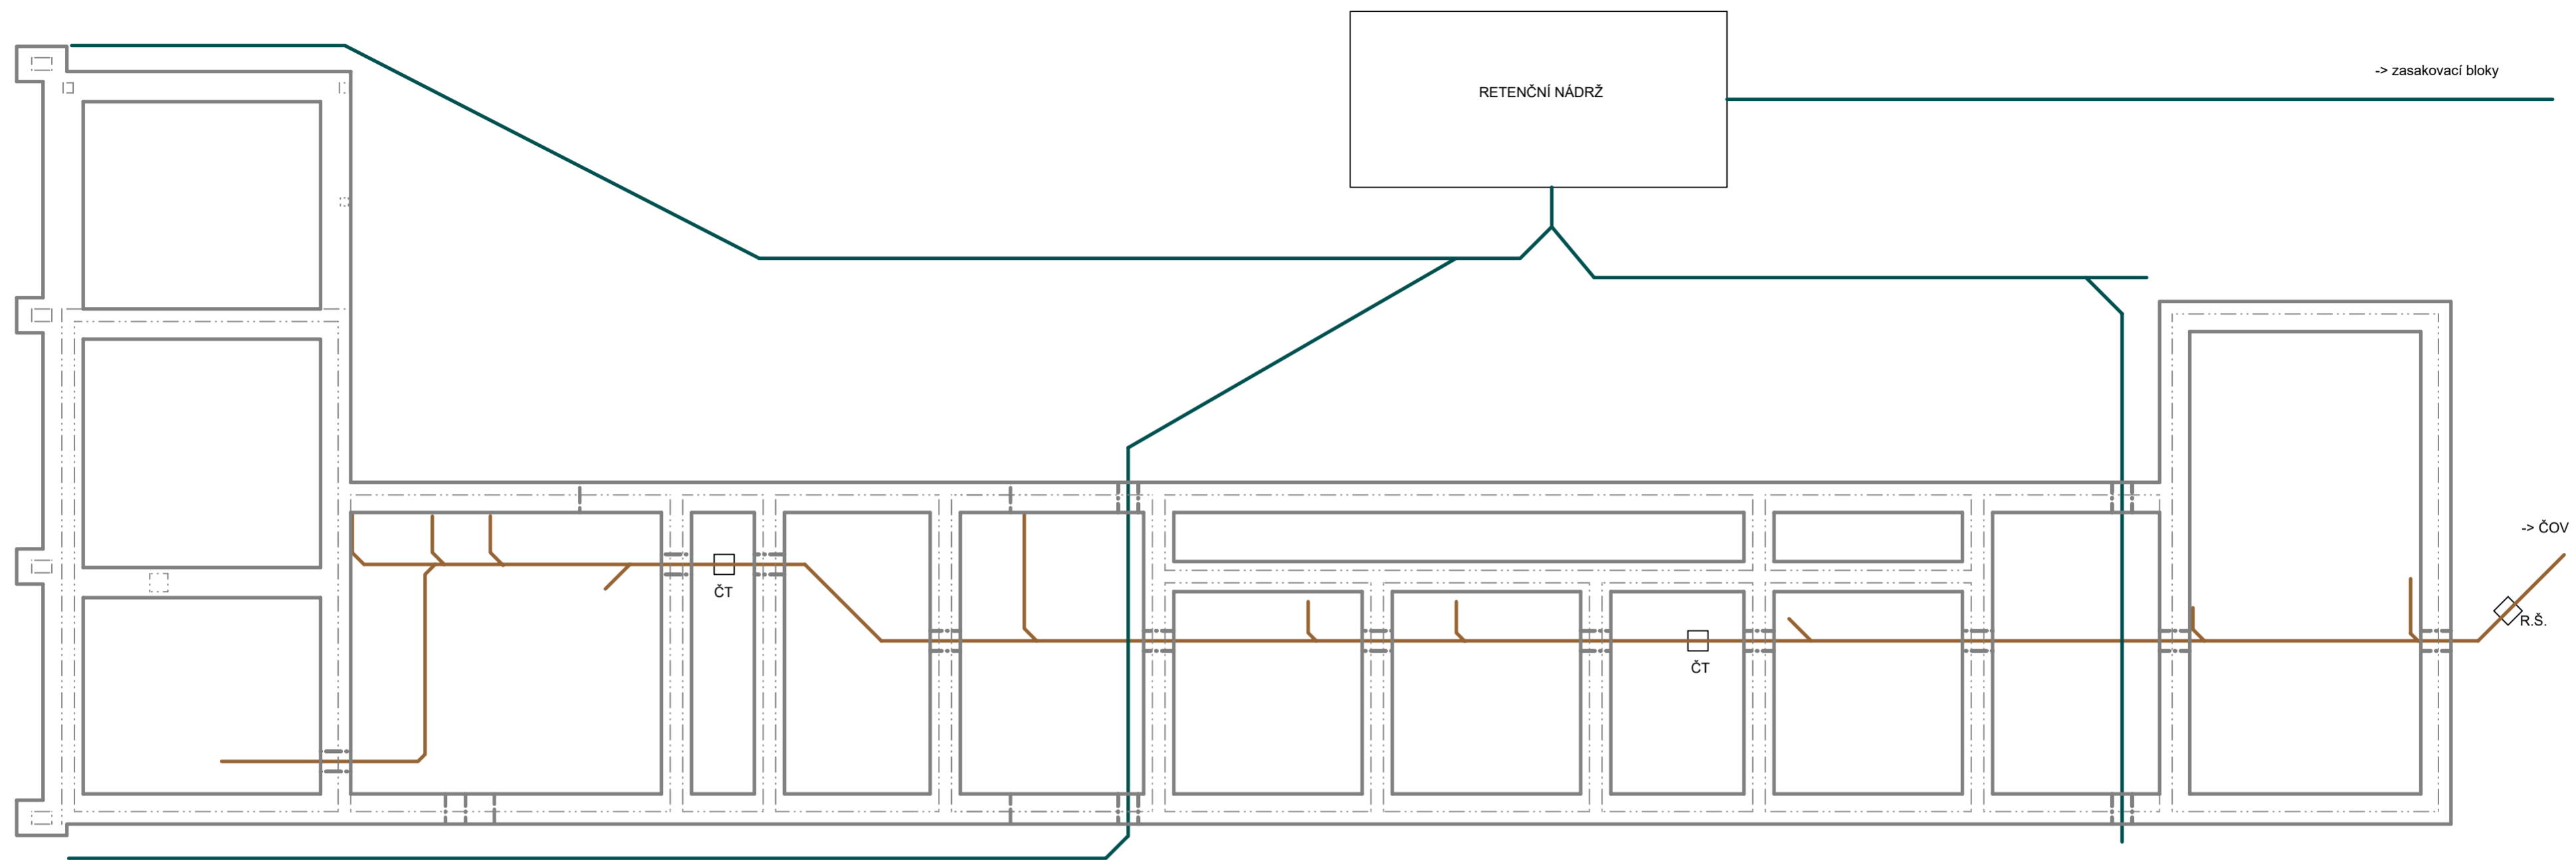 -> zasakovací bloky
RETENČNÍ NÁDRŽ
-> ČOV
ČT
R.Š.
ČT